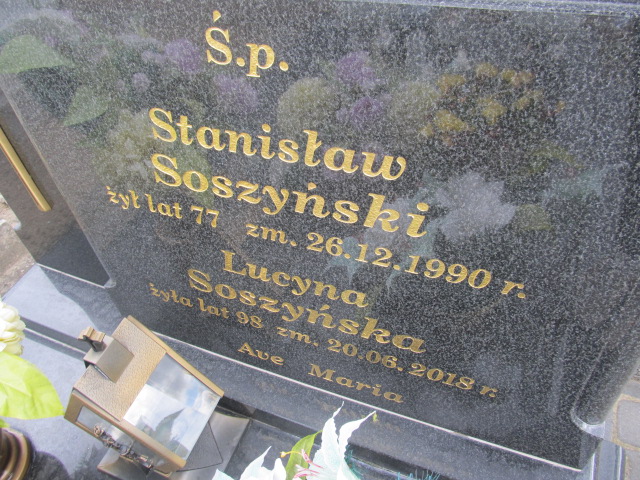 Ś.p.
Stanisław
Soszyński
żył lat 77 zm. 26.12.1990 r.
Lucyna
Soszyńska
żyła lat 98 zm. 20.06.2018 r.
Ave Maria